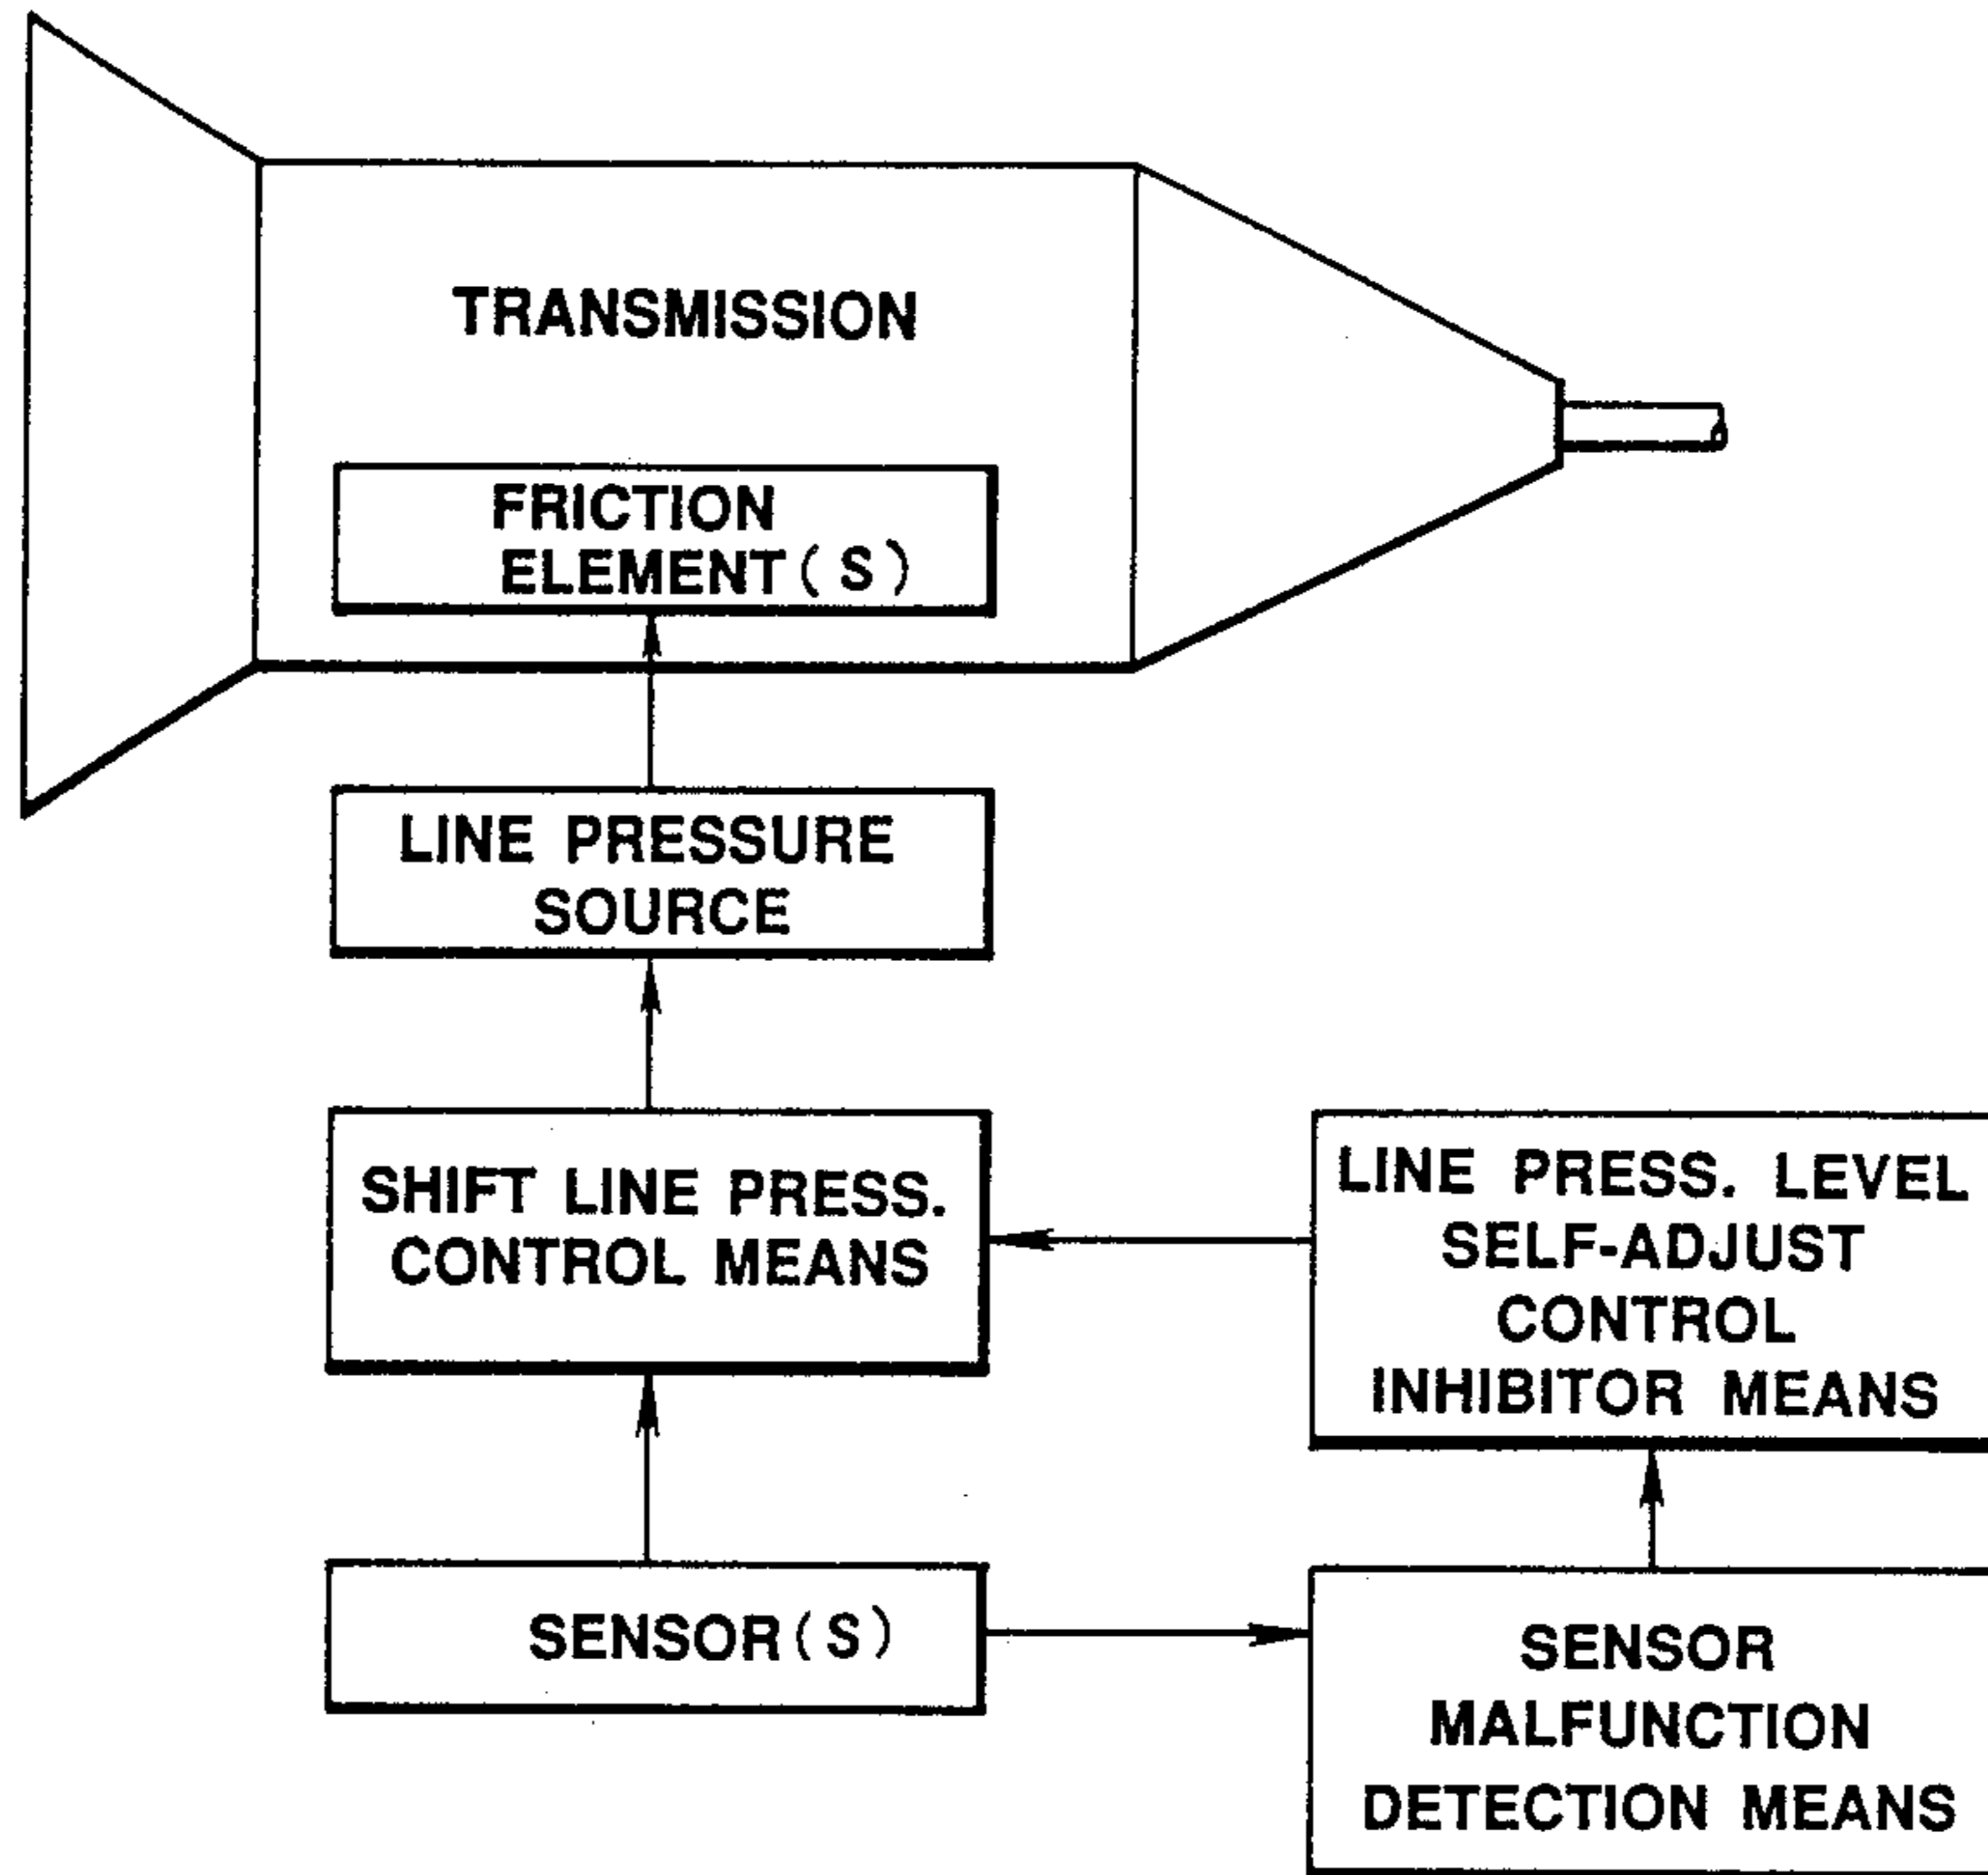 TRANSMISSION
FRICTION
ELEMENT(S)
LINE PRESSURE
SOURCE
SHIFT LINE PRESS.
CONTROL MEANS
LINE PRESS. LEVEL
SELF-ADJUST
CONTROL
INHIBITOR MEANS
SENSOR(S)
SENSOR
MALFUNCTION
DETECTION MEANS